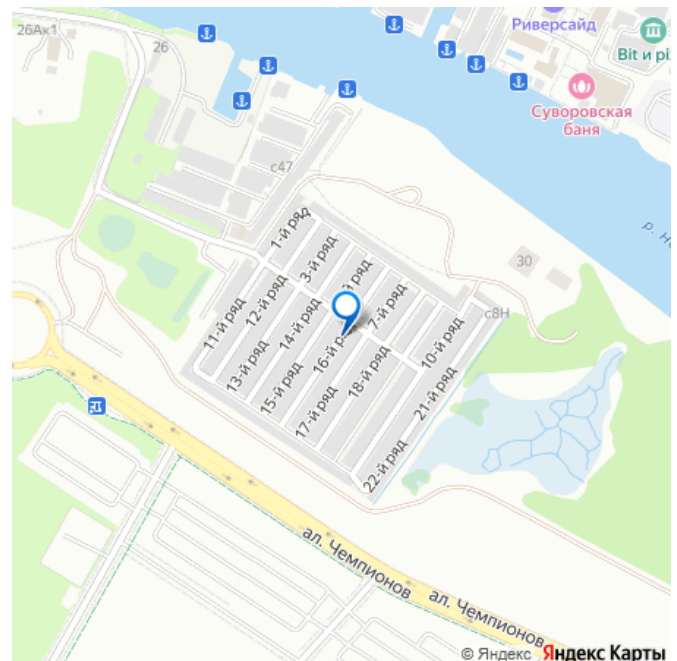 26Ак1
26
Риверсайд
Bit и pi
Суворовская
баня
с47
р. Не
1-й ряд
3-й ряд
й ряд
30
11-й ряд
12-й ряд
14-й ряд
16-й р
7-й ряд
с8Н
10-й ряд
13-й ряд
15-й ряд
17-й ряд
18-й ряд
21-й ряд
22-й ряд
ал. Чемпионов
ал. Чемпионов
© Яндекс Яндекс Карты